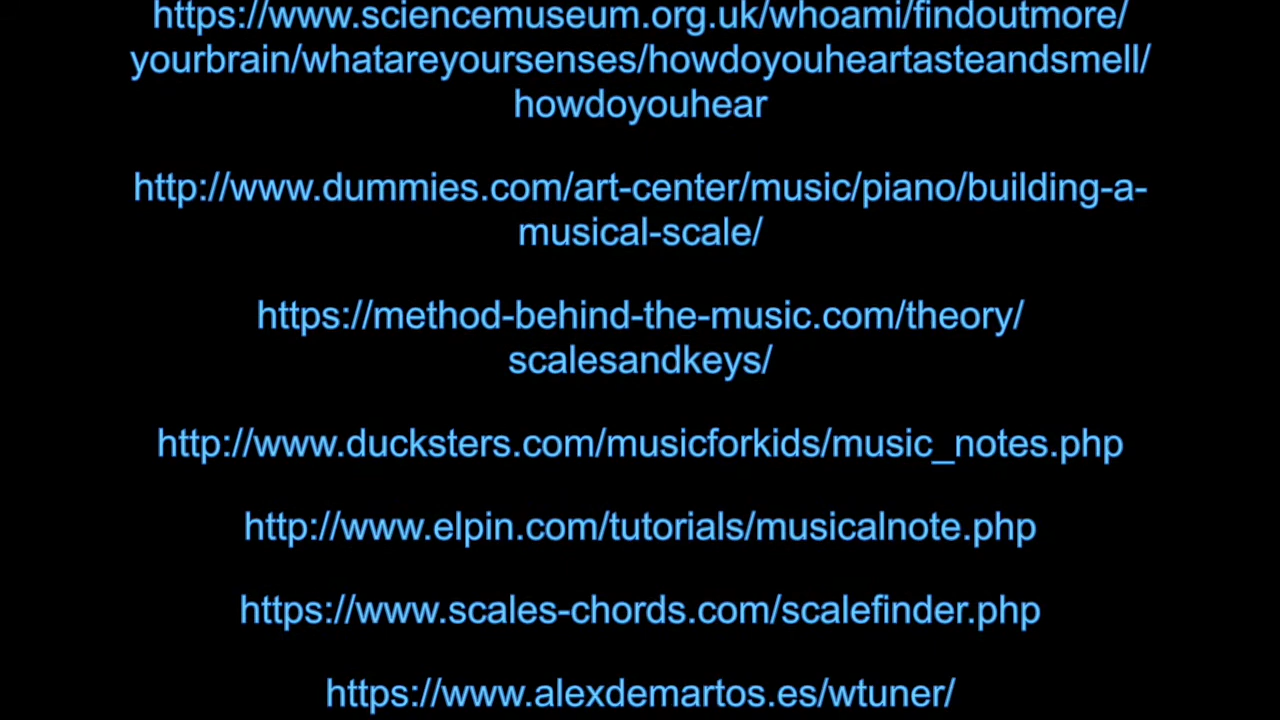 https://www.sciencemuseum.org.uk/whoami/findoutmore/
yourbrain/whatareyoursenses/howdoyouheartasteandsmell/
howdoyouhear
http://www.dummies.com/art-center/music/piano/building-a-
musical-scale/
https://method-behind-the-music.com/theory/
scalesandkeys/
http://www.ducksters.com/musicforkids/music_notes.php
http://www.elpin.com/tutorials/musicalnote.php
https://www.scales-chords.com/scalefinder.php
https://www.alexdemartos.es/wtuner/